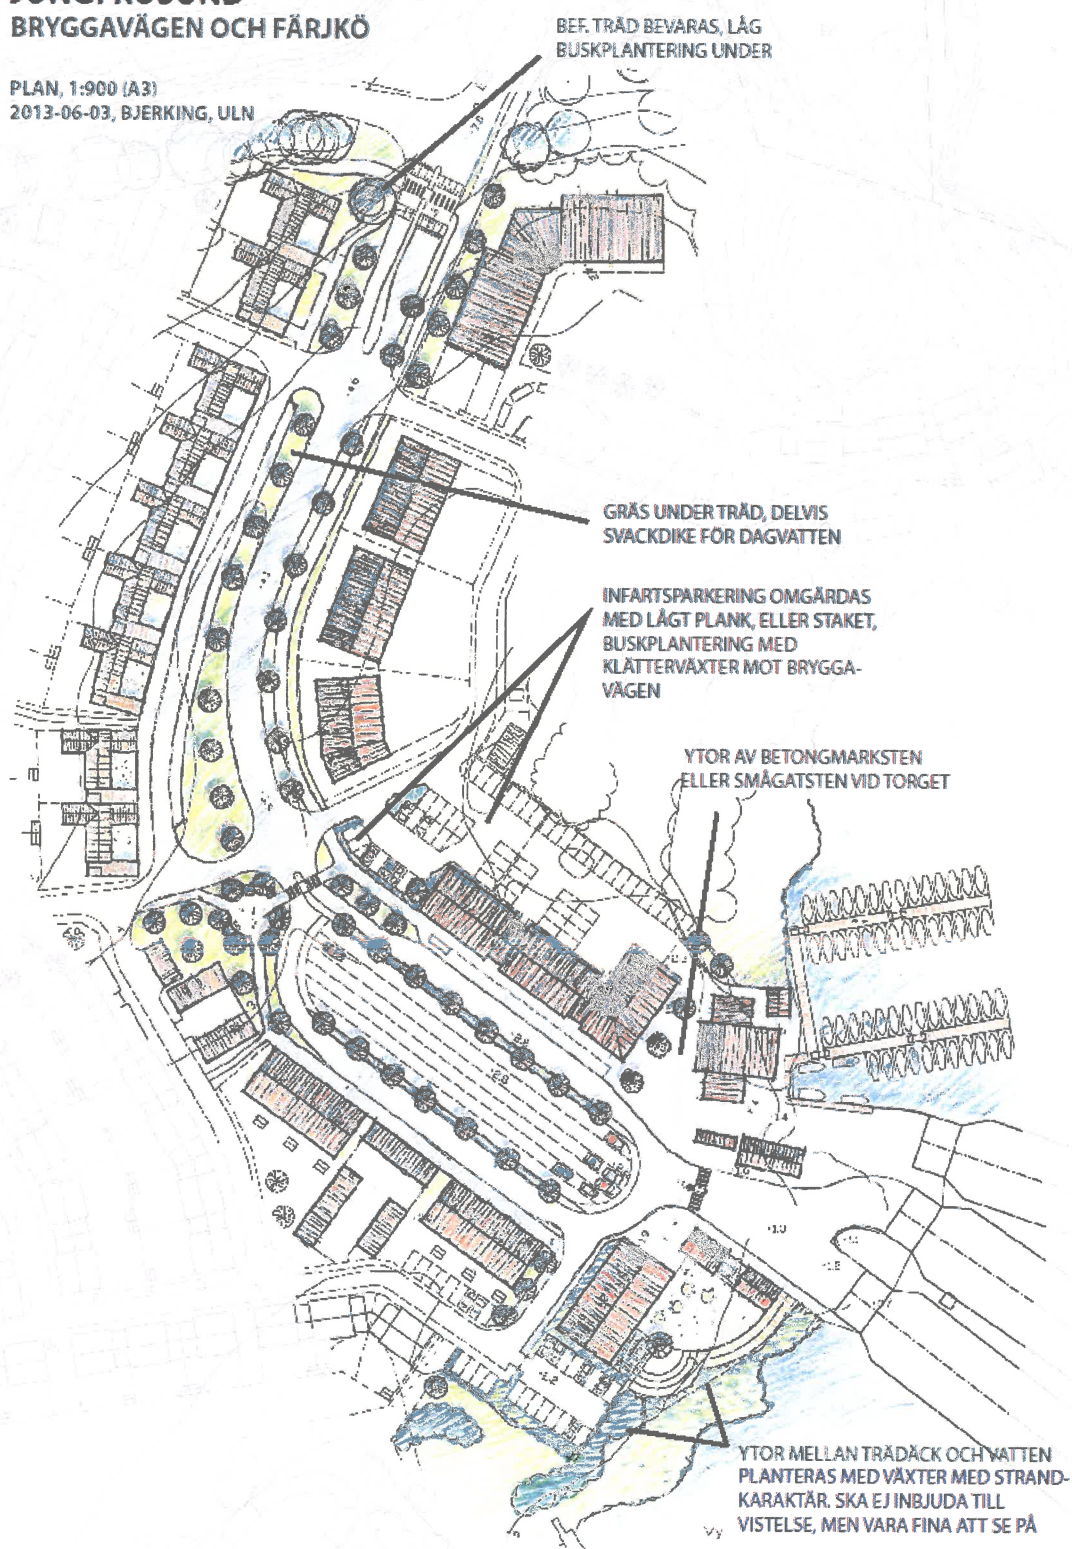 BRYGGAVÄGEN OCH FÄRJKÖ
PLAN, 1:900 (A3)
2013-06-03, BJERKING, ULN
BEF. TRÄD BEVARAS, LÅG
BUSKPLANTERING UNDER
GRÄS UNDER TRÄD, DELVIS
SVACKDIKE FÖR DAGVATTEN
INFARTSPARKERING OMGÄRDAS
MED LÅGT PLANK, ELLER STAKET,
BUSKPLANTERING MED
KLÄTTERVÄXTER MOT BRYGGA-
VÄGEN
YTOR AV BETONGMARKSTEN
ELLER SMÅGATSTEN VID TORGET
YTOR MELLAN TRÄDÄCK OCH VATTEN
PLANTERAS MED VÄXTER MED STRAND-
KARAKTÄR. SKA EJ INBJUDA TILL
VISTELSE, MEN VARA FINA ATT SE PÅ